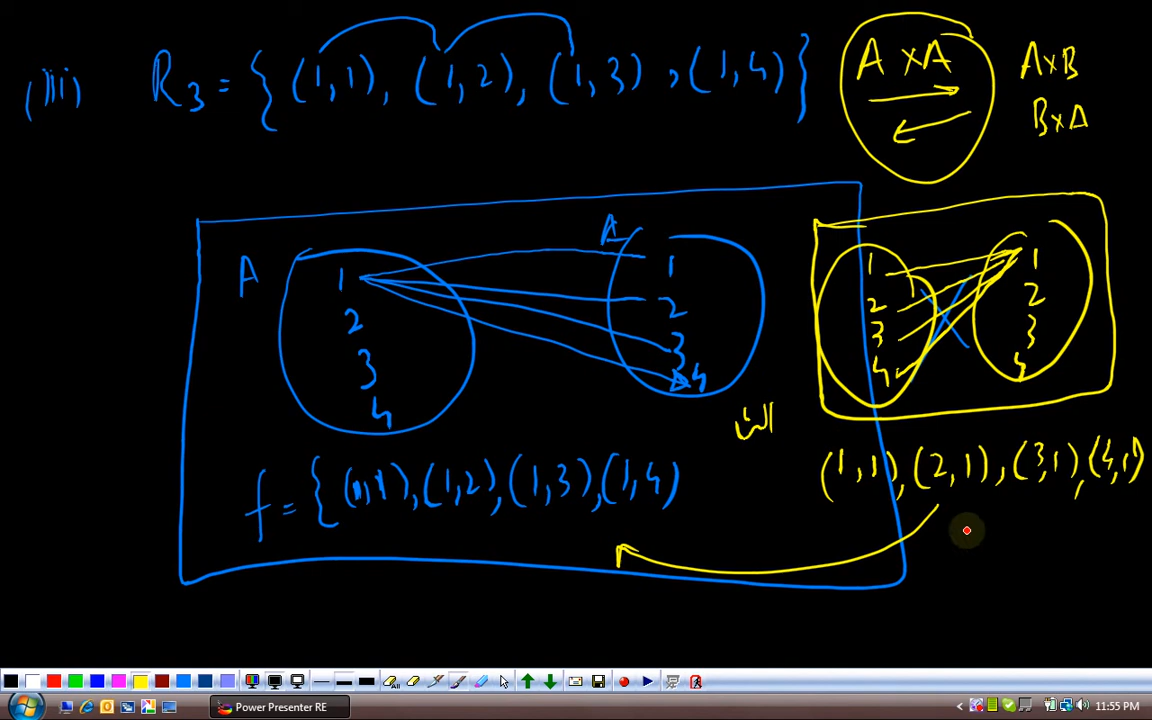 (iii) R3 = { (1,1), (1,2), (1,3), (1,4) }
A×A
A×B
B×A
A
1
2
3
4
A
1
2
3
4
1
2
3
4
1
2
3
4
f = { (1,1), (1,2), (1,3), (1,4)
(1,1), (2,1), (3,1), (4,1)
Power Presenter RE
11:55 PM